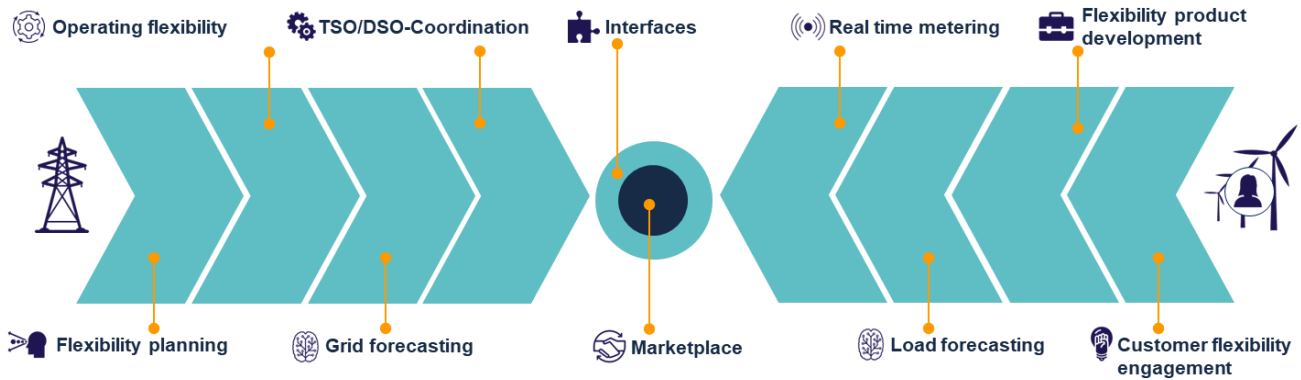 Operating flexibility
TSO/DSO-Coordination
Interfaces
Real time metering
Flexibility product
development
Flexibility planning
Grid forecasting
Marketplace
Load forecasting
Customer flexibility
engagement